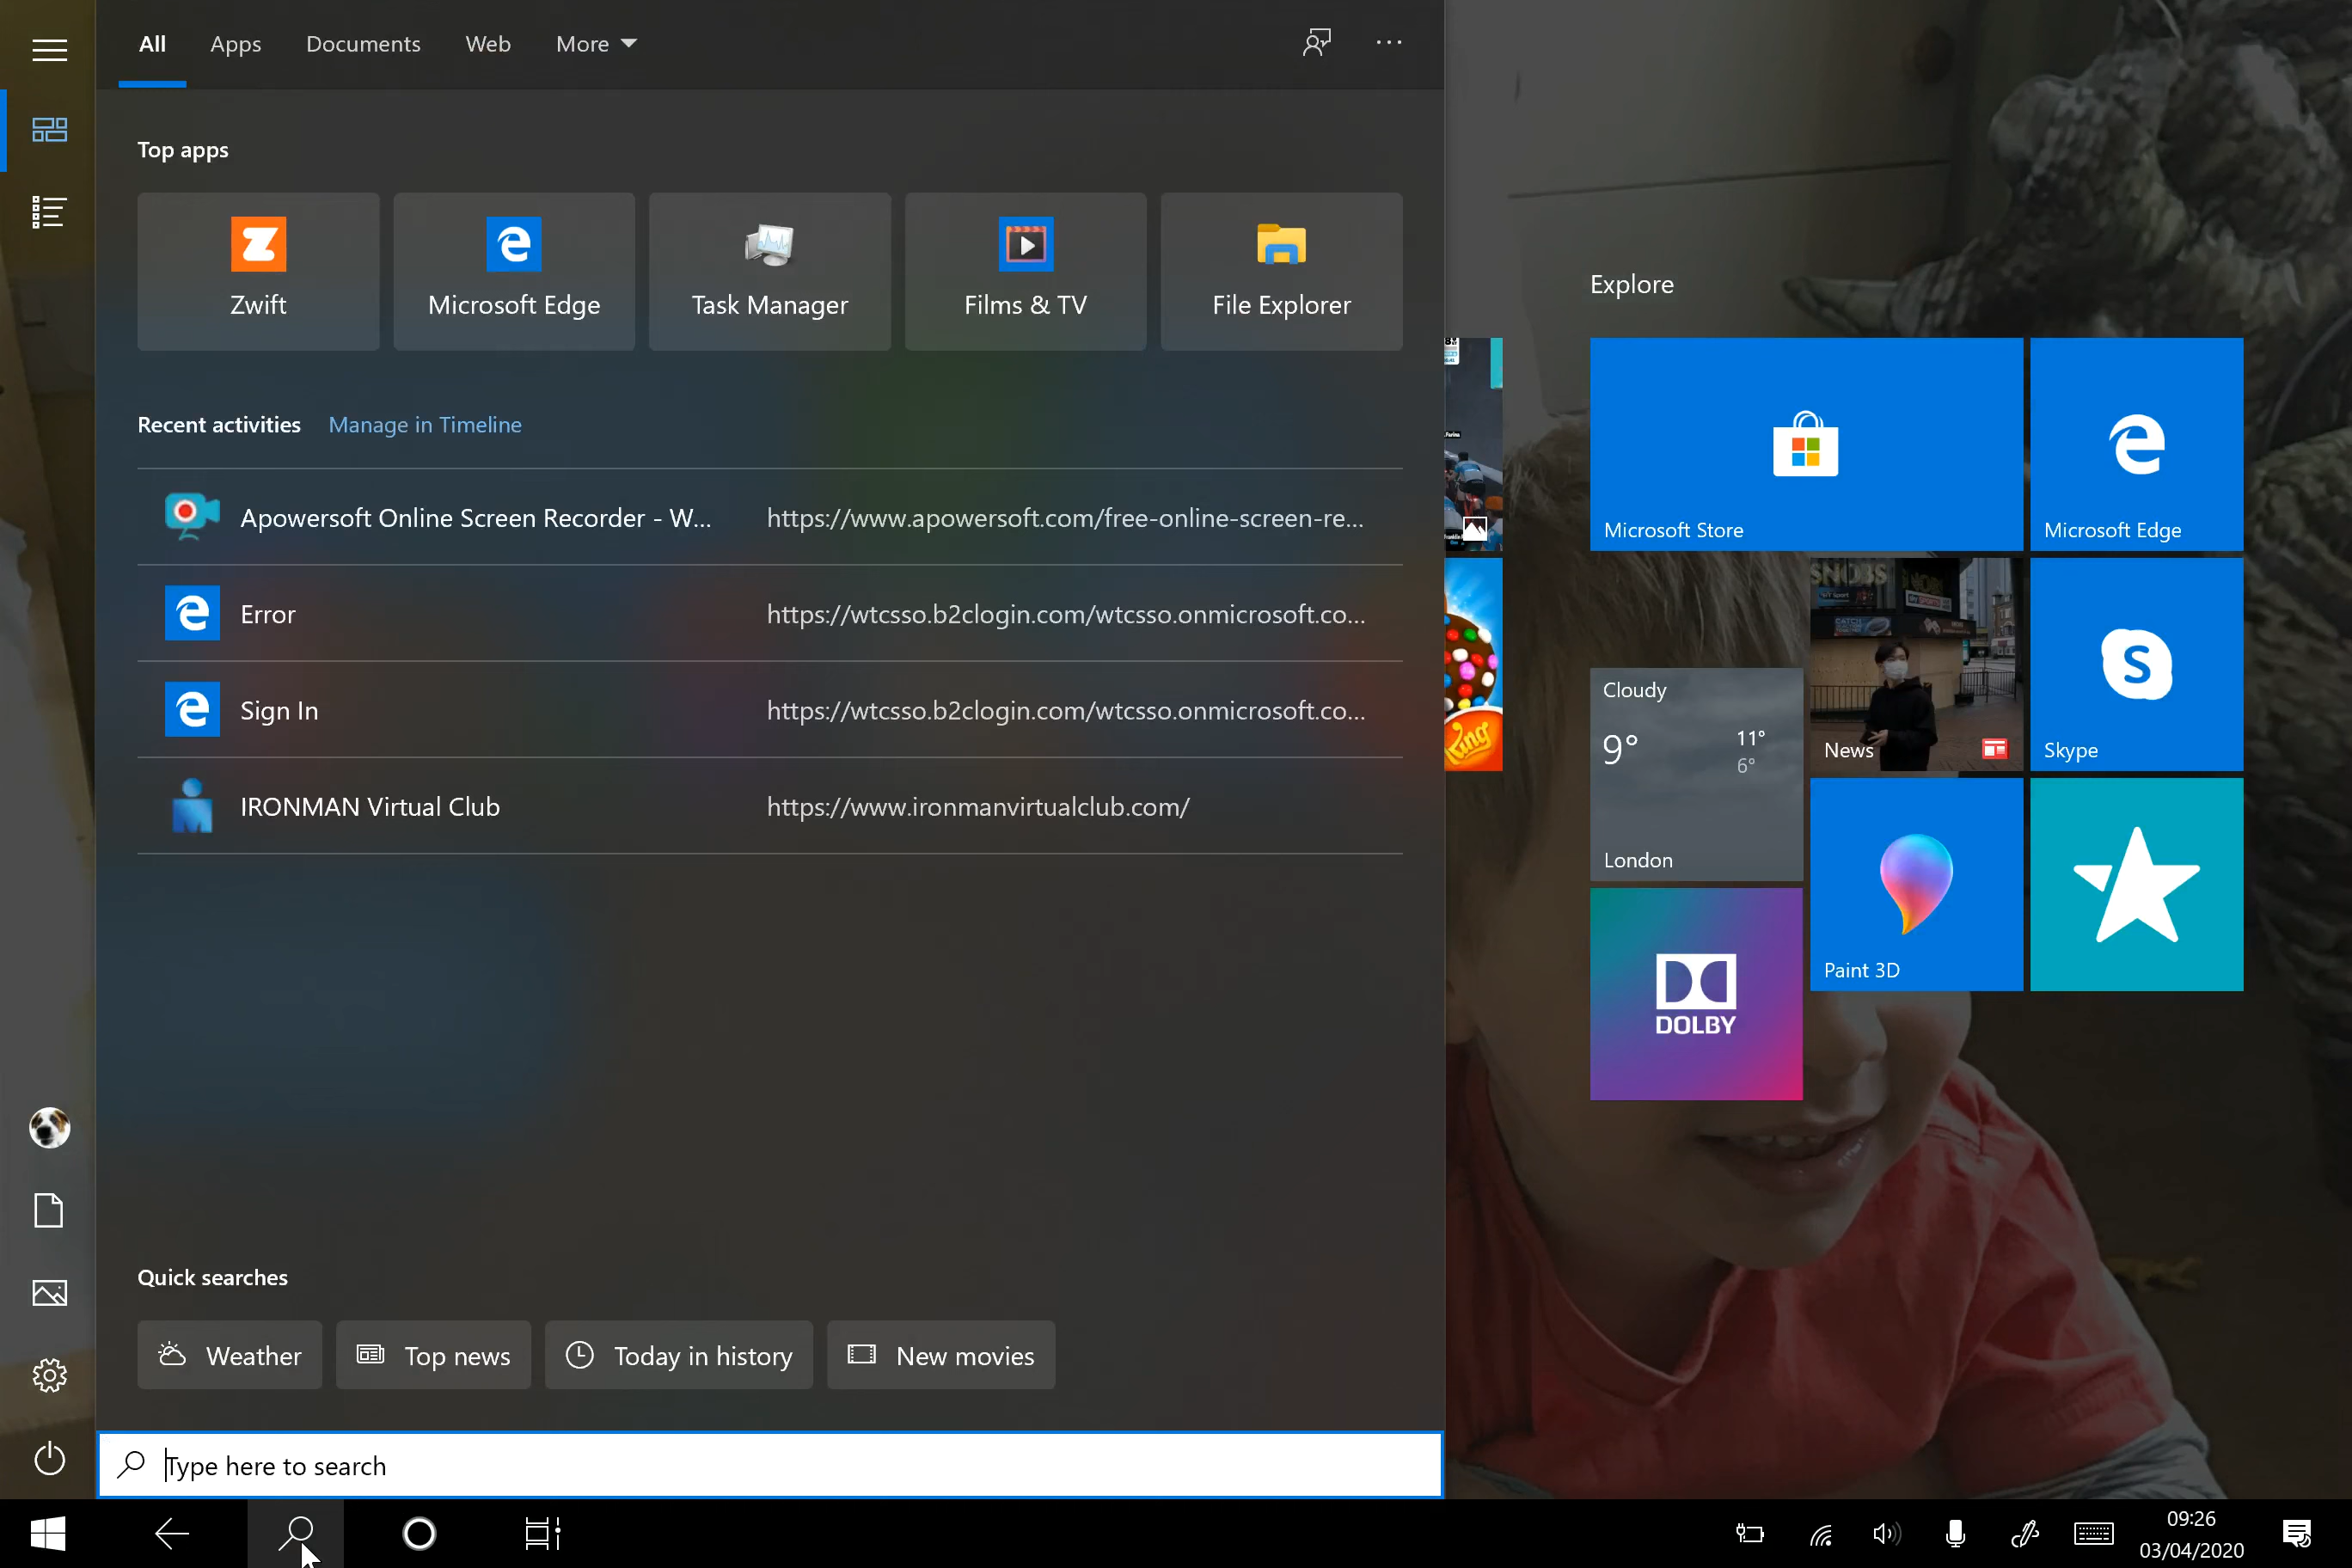 All
Apps
Documents
Web
More
Top apps
Zwift
Microsoft Edge
Task Manager
Films & TV
File Explorer
Recent activities
Manage in Timeline
Apowersoft Online Screen Recorder - W...
https://www.apowersoft.com/free-online-screen-re...
Error
https://wtcsso.b2clogin.com/wtcsso.onmicrosoft.co...
Sign In
https://wtcsso.b2clogin.com/wtcsso.onmicrosoft.co...
IRONMAN Virtual Club
https://www.ironmanvirtualclub.com/
Quick searches
Weather
Top news
Today in history
New movies
Type here to search
Explore
Microsoft Store
Microsoft Edge
King
Cloudy
9°
11°
6°
London
SNOBS
News
Skype
Paint 3D
DOLBY
09:26
03/04/2020